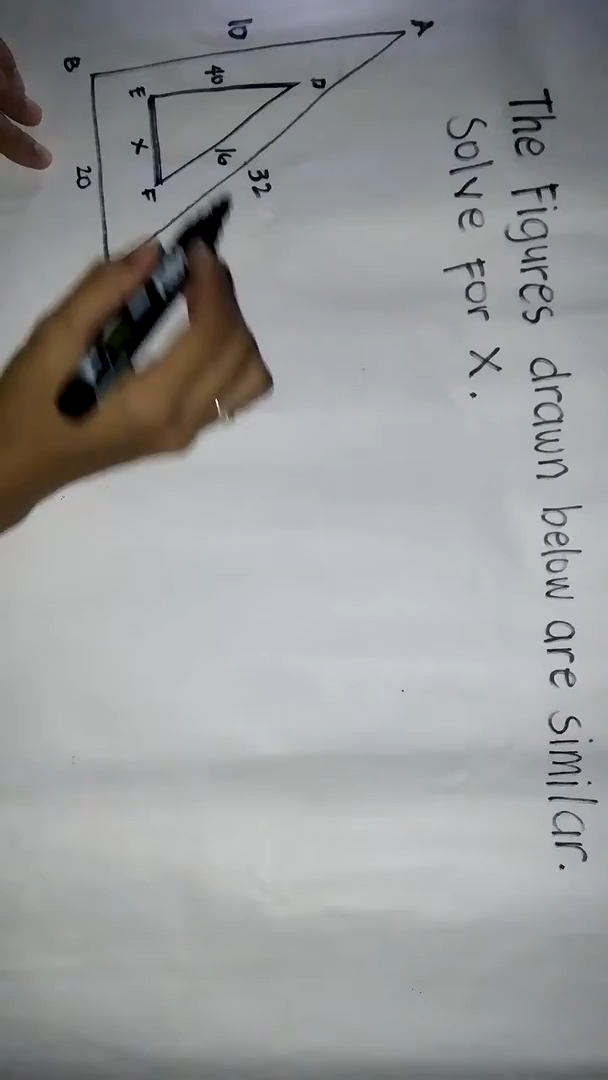 The Figures drawn below are similar.
Solve For X.
A
10
32
D
40
16
B
E
X
F
20